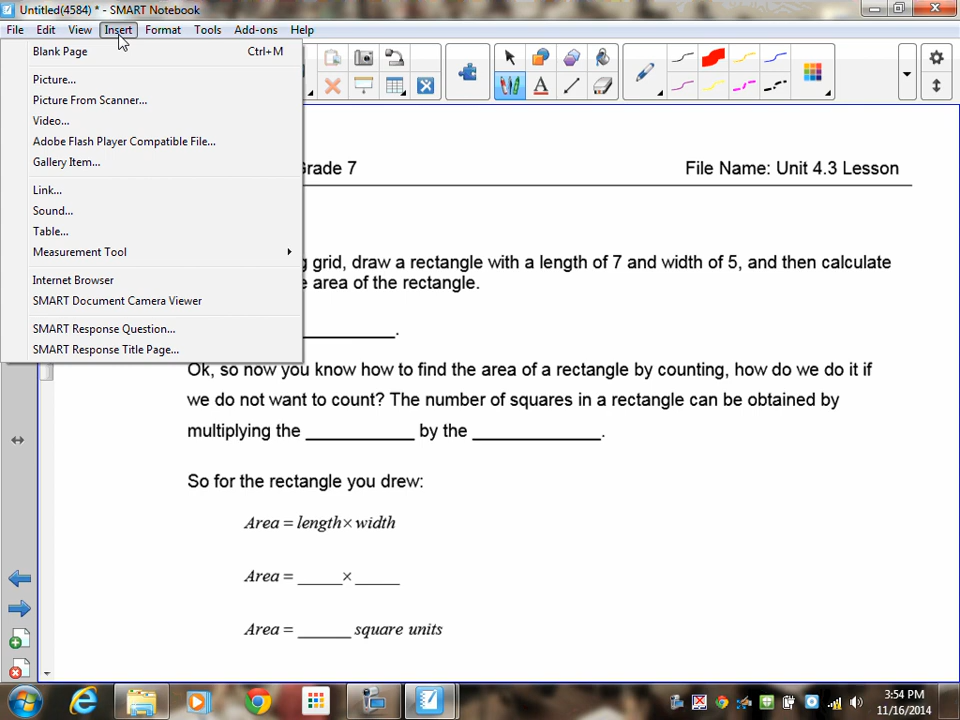 Untitled(4584) * - SMART Notebook
File Edit View Insert Format Tools Add-ons Help
Blank Page Ctrl+M
Picture...
Picture From Scanner...
Video...
Adobe Flash Player Compatible File...
Gallery Item...
Link...
Sound...
Table...
Measurement Tool
Internet Browser
SMART Document Camera Viewer
SMART Response Question...
SMART Response Title Page...
Grade 7 File Name: Unit 4.3 Lesson
grid, draw a rectangle with a length of 7 and width of 5, and then calculate
area of the rectangle.
.
Ok, so now you know how to find the area of a rectangle by counting, how do we do it if
we do not want to count? The number of squares in a rectangle can be obtained by
multiplying the ____________ by the ______________.
So for the rectangle you drew:
Area = length × width
Area = _____ × _____
Area = ______ square units
3:54 PM
11/16/2014